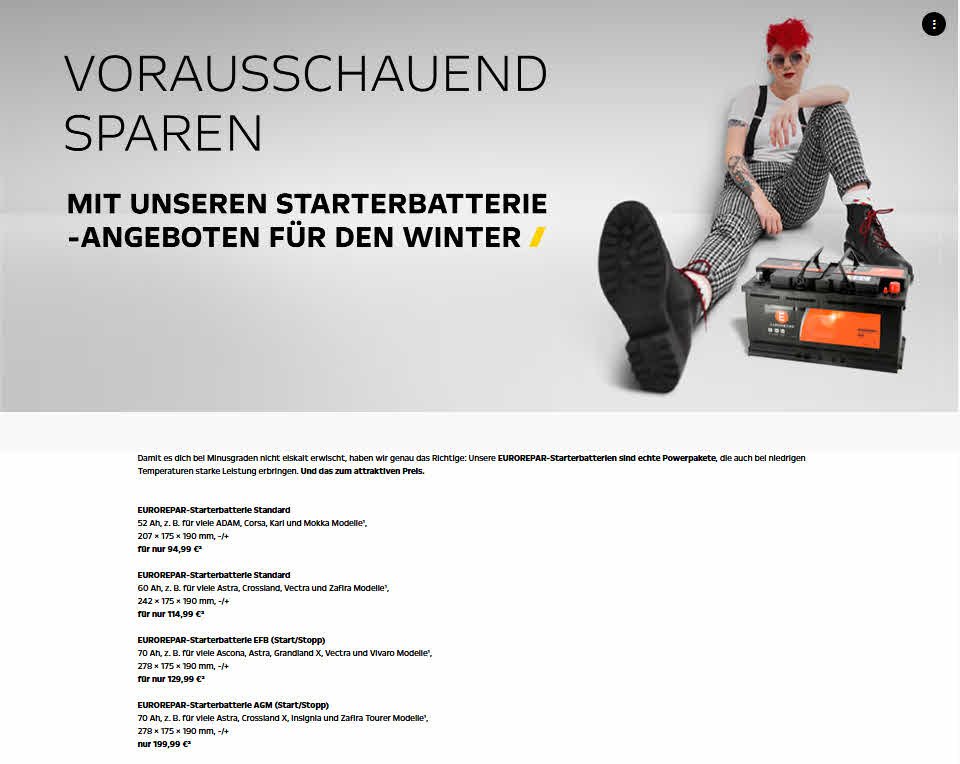 VORAUSSCHAUEND
SPAREN
MIT UNSEREN STARTERBATTERIE
-ANGEBOTEN FÜR DEN WINTER
Damit es dich bei Minusgraden nicht eiskalt erwischt, haben wir genau das Richtige: Unsere EUROREPAR-Starterbatterien sind echte Powerpakete, die auch bei niedrigen
Temperaturen starke Leistung erbringen. Und das zum attraktiven Preis.
EUROREPAR-Starterbatterie Standard
52 Ah, z. B. für viele ADAM, Corsa, Karl und Mokka Modelle¹,
207 × 175 × 190 mm, -/+
für nur 94,99 €²
EUROREPAR-Starterbatterie Standard
60 Ah, z. B. für viele Astra, Crossland, Vectra und Zafira Modelle¹,
242 × 175 × 190 mm, -/+
für nur 114,99 €²
EUROREPAR-Starterbatterie EFB (Start/Stopp)
70 Ah, z. B. für viele Ascona, Astra, Grandland X, Vectra und Vivaro Modelle¹,
278 × 175 × 190 mm, -/+
für nur 129,99 €²
EUROREPAR-Starterbatterie AGM (Start/Stopp)
70 Ah, z. B. für viele Astra, Crossland X, Insignia und Zafira Tourer Modelle¹,
278 × 175 × 190 mm, -/+
nur 199,99 €²